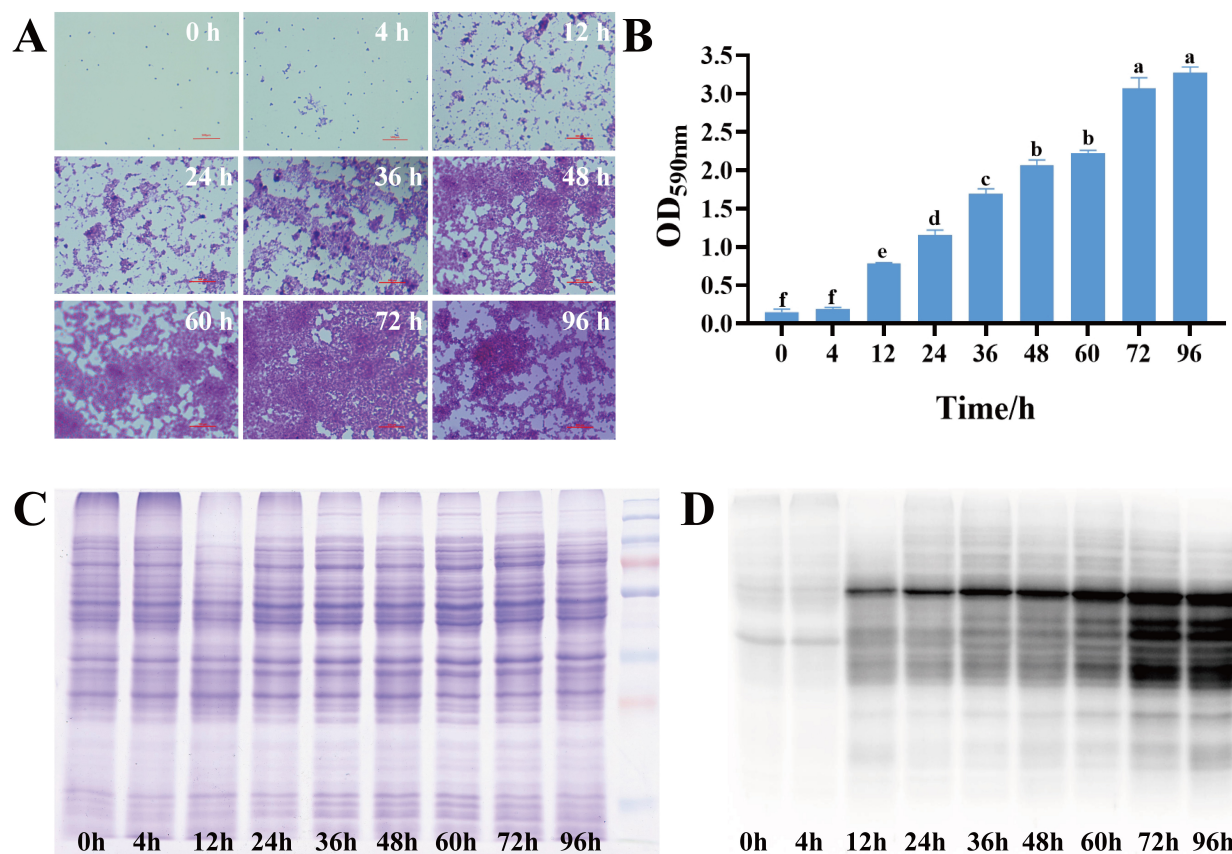 A
0 h
4 h
12 h
24 h
36 h
48 h
60 h
72 h
96 h
B
OD590nm
3.5
3.0
2.5
2.0
1.5
1.0
0.5
0.0
f f e d c b b a a
0 4 12 24 36 48 60 72 96
Time/h
C
0h 4h 12h 24h 36h 48h 60h 72h 96h
D
0h 4h 12h 24h 36h 48h 60h 72h 96h